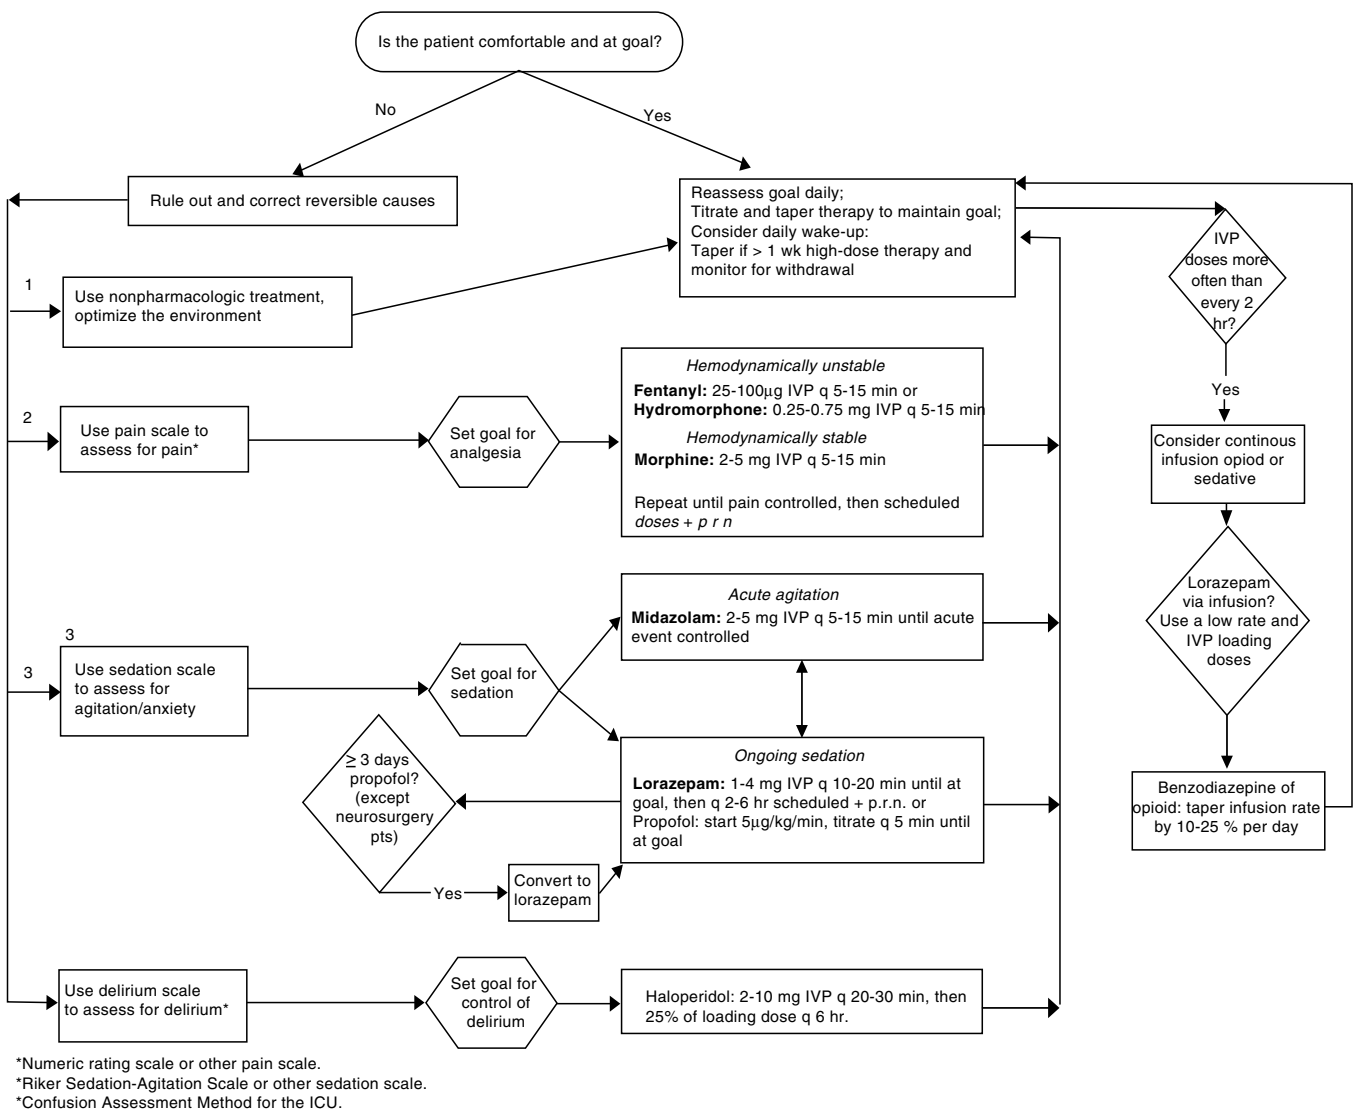 Is the patient comfortable and at goal?
No
Yes
Rule out and correct reversible causes
Reassess goal daily;
Titrate and taper therapy to maintain goal;
Consider daily wake-up:
Taper if > 1 wk high-dose therapy and
monitor for withdrawal
IVP
doses more
often than
every 2
hr?
Yes
Consider continous
infusion opiod or
sedative
Lorazepam
via infusion?
Use a low rate and
IVP loading
doses
Benzodiazepine of
opioid: taper infusion rate
by 10-25 % per day
1
Use nonpharmacologic treatment,
optimize the environment
2
Use pain scale to
assess for pain*
Set goal for
analgesia
Hemodynamically unstable
Fentanyl: 25-100µg IVP q 5-15 min or
Hydromorphone: 0.25-0.75 mg IVP q 5-15 min
Hemodynamically stable
Morphine: 2-5 mg IVP q 5-15 min
Repeat until pain controlled, then scheduled
doses + p r n
3
3
Use sedation scale
to assess for
agitation/anxiety
Set goal for
sedation
Acute agitation
Midazolam: 2-5 mg IVP q 5-15 min until acute
event controlled
Ongoing sedation
Lorazepam: 1-4 mg IVP q 10-20 min until at
goal, then q 2-6 hr scheduled + p.r.n. or
Propofol: start 5µg/kg/min, titrate q 5 min until
at goal
≥ 3 days
propofol?
(except
neurosurgery
pts)
Yes
Convert to
lorazepam
Use delirium scale
to assess for delirium*
Set goal for
control of
delirium
Haloperidol: 2-10 mg IVP q 20-30 min, then
25% of loading dose q 6 hr.
*Numeric rating scale or other pain scale.
*Riker Sedation-Agitation Scale or other sedation scale.
*Confusion Assessment Method for the ICU.